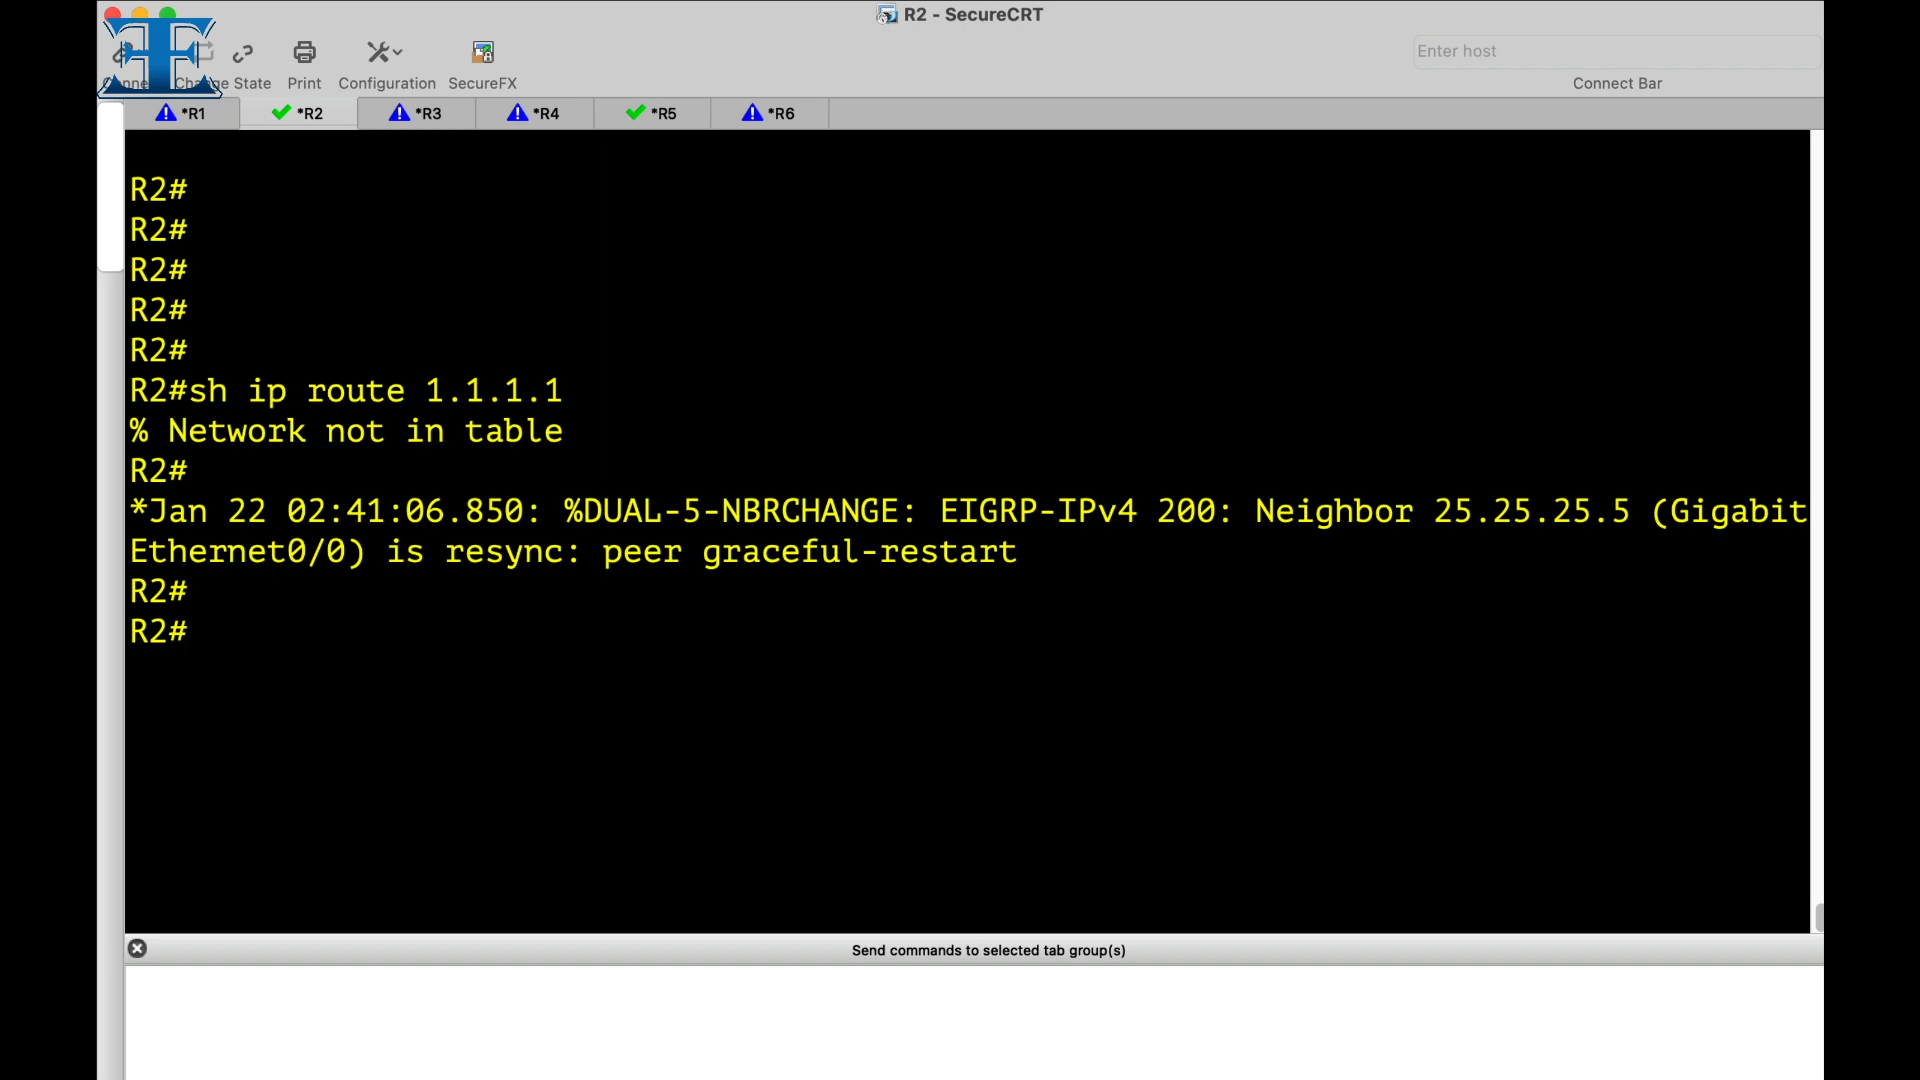 R2 - SecureCRT
Enter host
Change State Print Configuration SecureFX Connect Bar
*R1 *R2 *R3 *R4 *R5 *R6
R2#
R2#
R2#
R2#
R2#
R2#sh ip route 1.1.1.1
% Network not in table
R2#
*Jan 22 02:41:06.850: %DUAL-5-NBRCHANGE: EIGRP-IPv4 200: Neighbor 25.25.25.5 (Gigabit
Ethernet0/0) is resync: peer graceful-restart
R2#
R2#
Send commands to selected tab group(s)